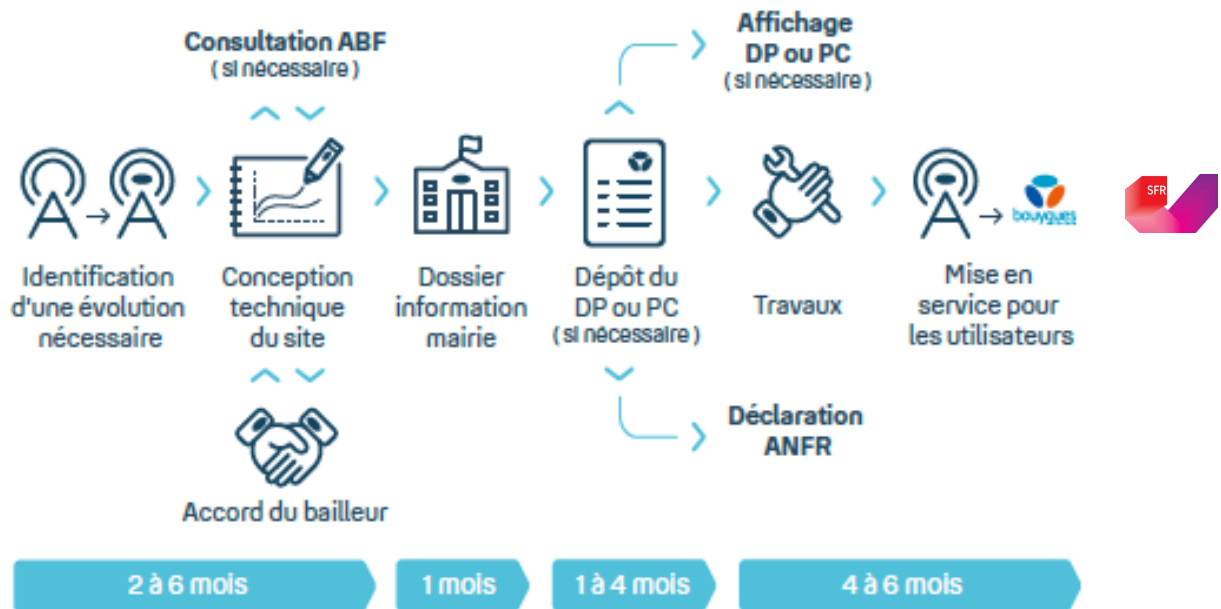 Consultation ABF
( si nécessaire )
Affichage
DP ou PC
( si nécessaire )
SFR
bouygues
Identification
d'une évolution
nécessaire
Conception
technique
du site
Dossier
information
mairie
Dépôt du
DP ou PC
( si nécessaire )
Travaux
Mise en
service pour
les utilisateurs
Déclaration
ANFR
Accord du bailleur
2 à 6 mois
1 mois
1 à 4 mois
4 à 6 mois